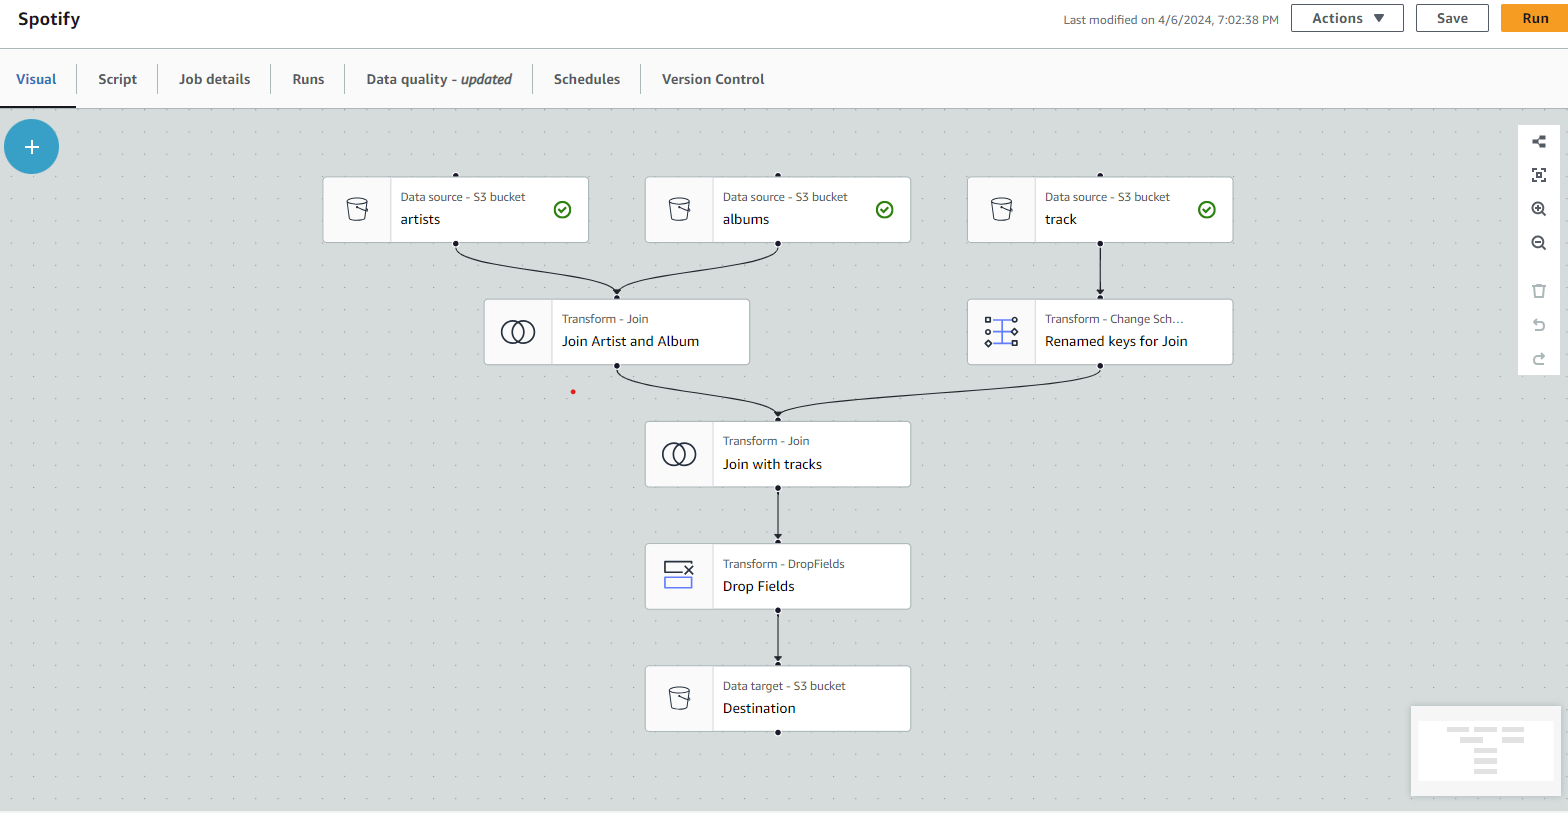 Spotify
Last modified on 4/6/2024, 7:02:38 PM
Actions
Save
Run
Visual
Script
Job details
Runs
Data quality - updated
Schedules
Version Control
Data source - S3 bucket
artists
Data source - S3 bucket
albums
Data source - S3 bucket
track
Transform - Join
Join Artist and Album
Transform - Change Sch...
Renamed keys for Join
Transform - Join
Join with tracks
Transform - DropFields
Drop Fields
Data target - S3 bucket
Destination